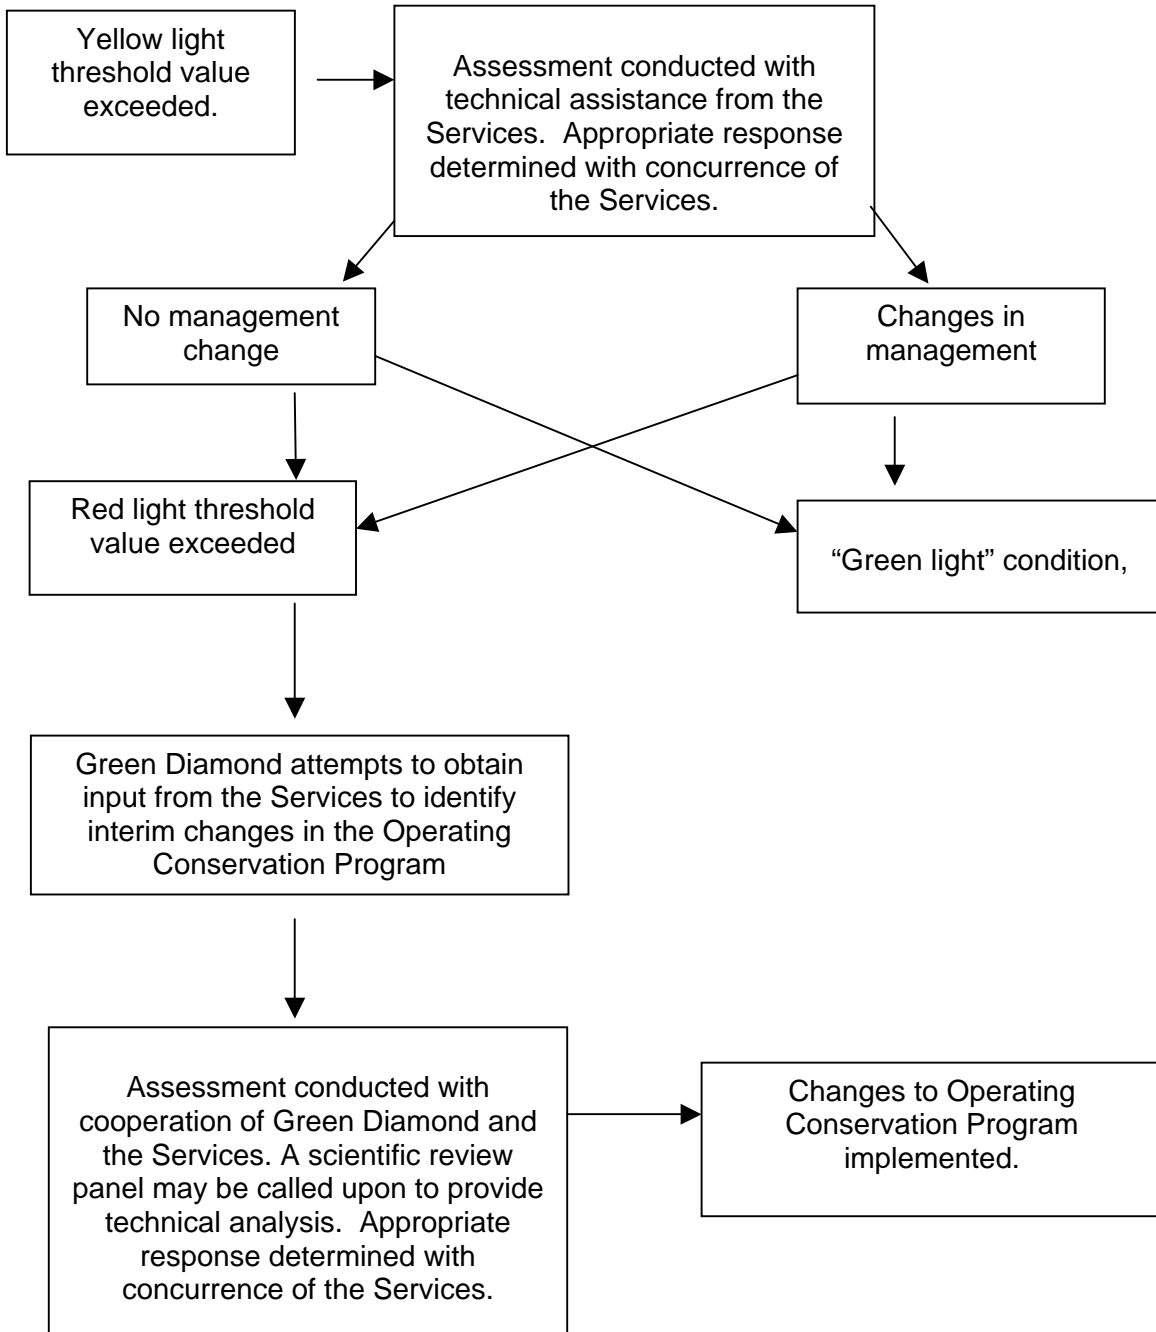 Yellow light
threshold value
exceeded.
Assessment conducted with
technical assistance from the
Services. Appropriate response
determined with concurrence of
the Services.
No management
change
Changes in
management
Red light threshold
value exceeded
“Green light” condition,
Green Diamond attempts to obtain
input from the Services to identify
interim changes in the Operating
Conservation Program
Assessment conducted with
cooperation of Green Diamond and
the Services. A scientific review
panel may be called upon to provide
technical analysis. Appropriate
response determined with
concurrence of the Services.
Changes to Operating
Conservation Program
implemented.